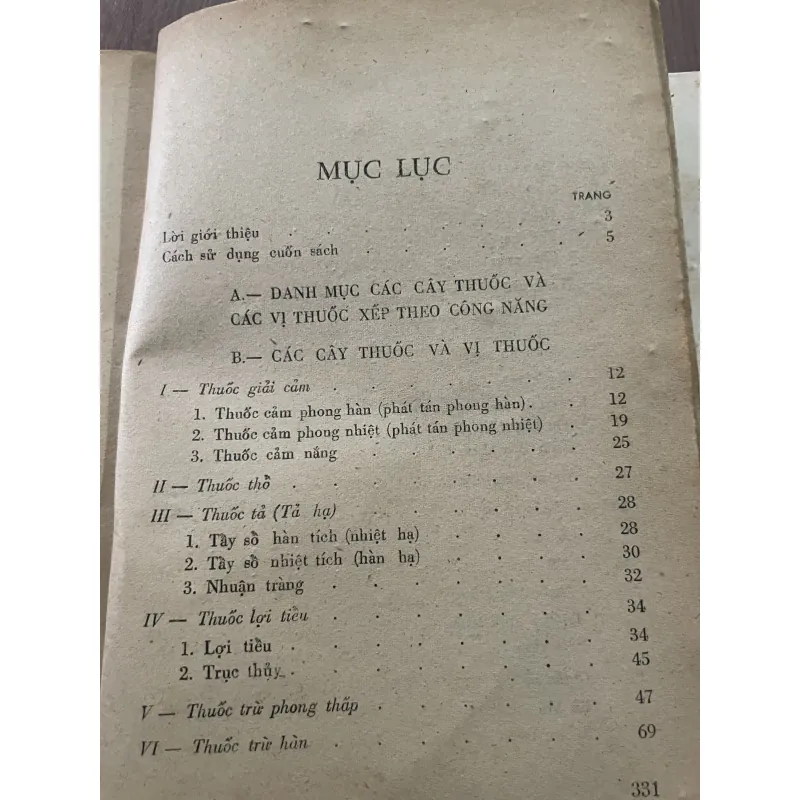 MỤC LỤC
TRANG
Lời giới thiệu . . . . . . . . 3
Cách sử dụng cuốn sách . . . . . . 5
A.— DANH MỤC CÁC CÂY THUỐC VÀ
CÁC VỊ THUỐC XẾP THEO CÔNG NĂNG
B.— CÁC CÂY THUỐC VÀ VỊ THUỐC
I — Thuốc giải cảm . . . . . . . 12
1. Thuốc cảm phong hàn (phát tán phong hàn). . 12
2. Thuốc cảm phong nhiệt (phát tán phong nhiệt) . 19
3. Thuốc cảm nắng . . . . . . 25
II — Thuốc thổ . . . . . . . 27
III — Thuốc tả (Tả hạ) . . . . . . 28
1. Tẩy sổ hàn tích (nhiệt hạ) . . . . 28
2. Tẩy sổ nhiệt tích (hàn hạ) . . . . 30
3. Nhuận tràng . . . . . . . 32
IV — Thuốc lợi tiểu . . . . . . . 34
1. Lợi tiểu . . . . . . . . 34
2. Trục thủy . . . . . . . . 45
V — Thuốc trừ phong thấp . . . . . . 47
VI — Thuốc trừ hàn . . . . . . . 69
331